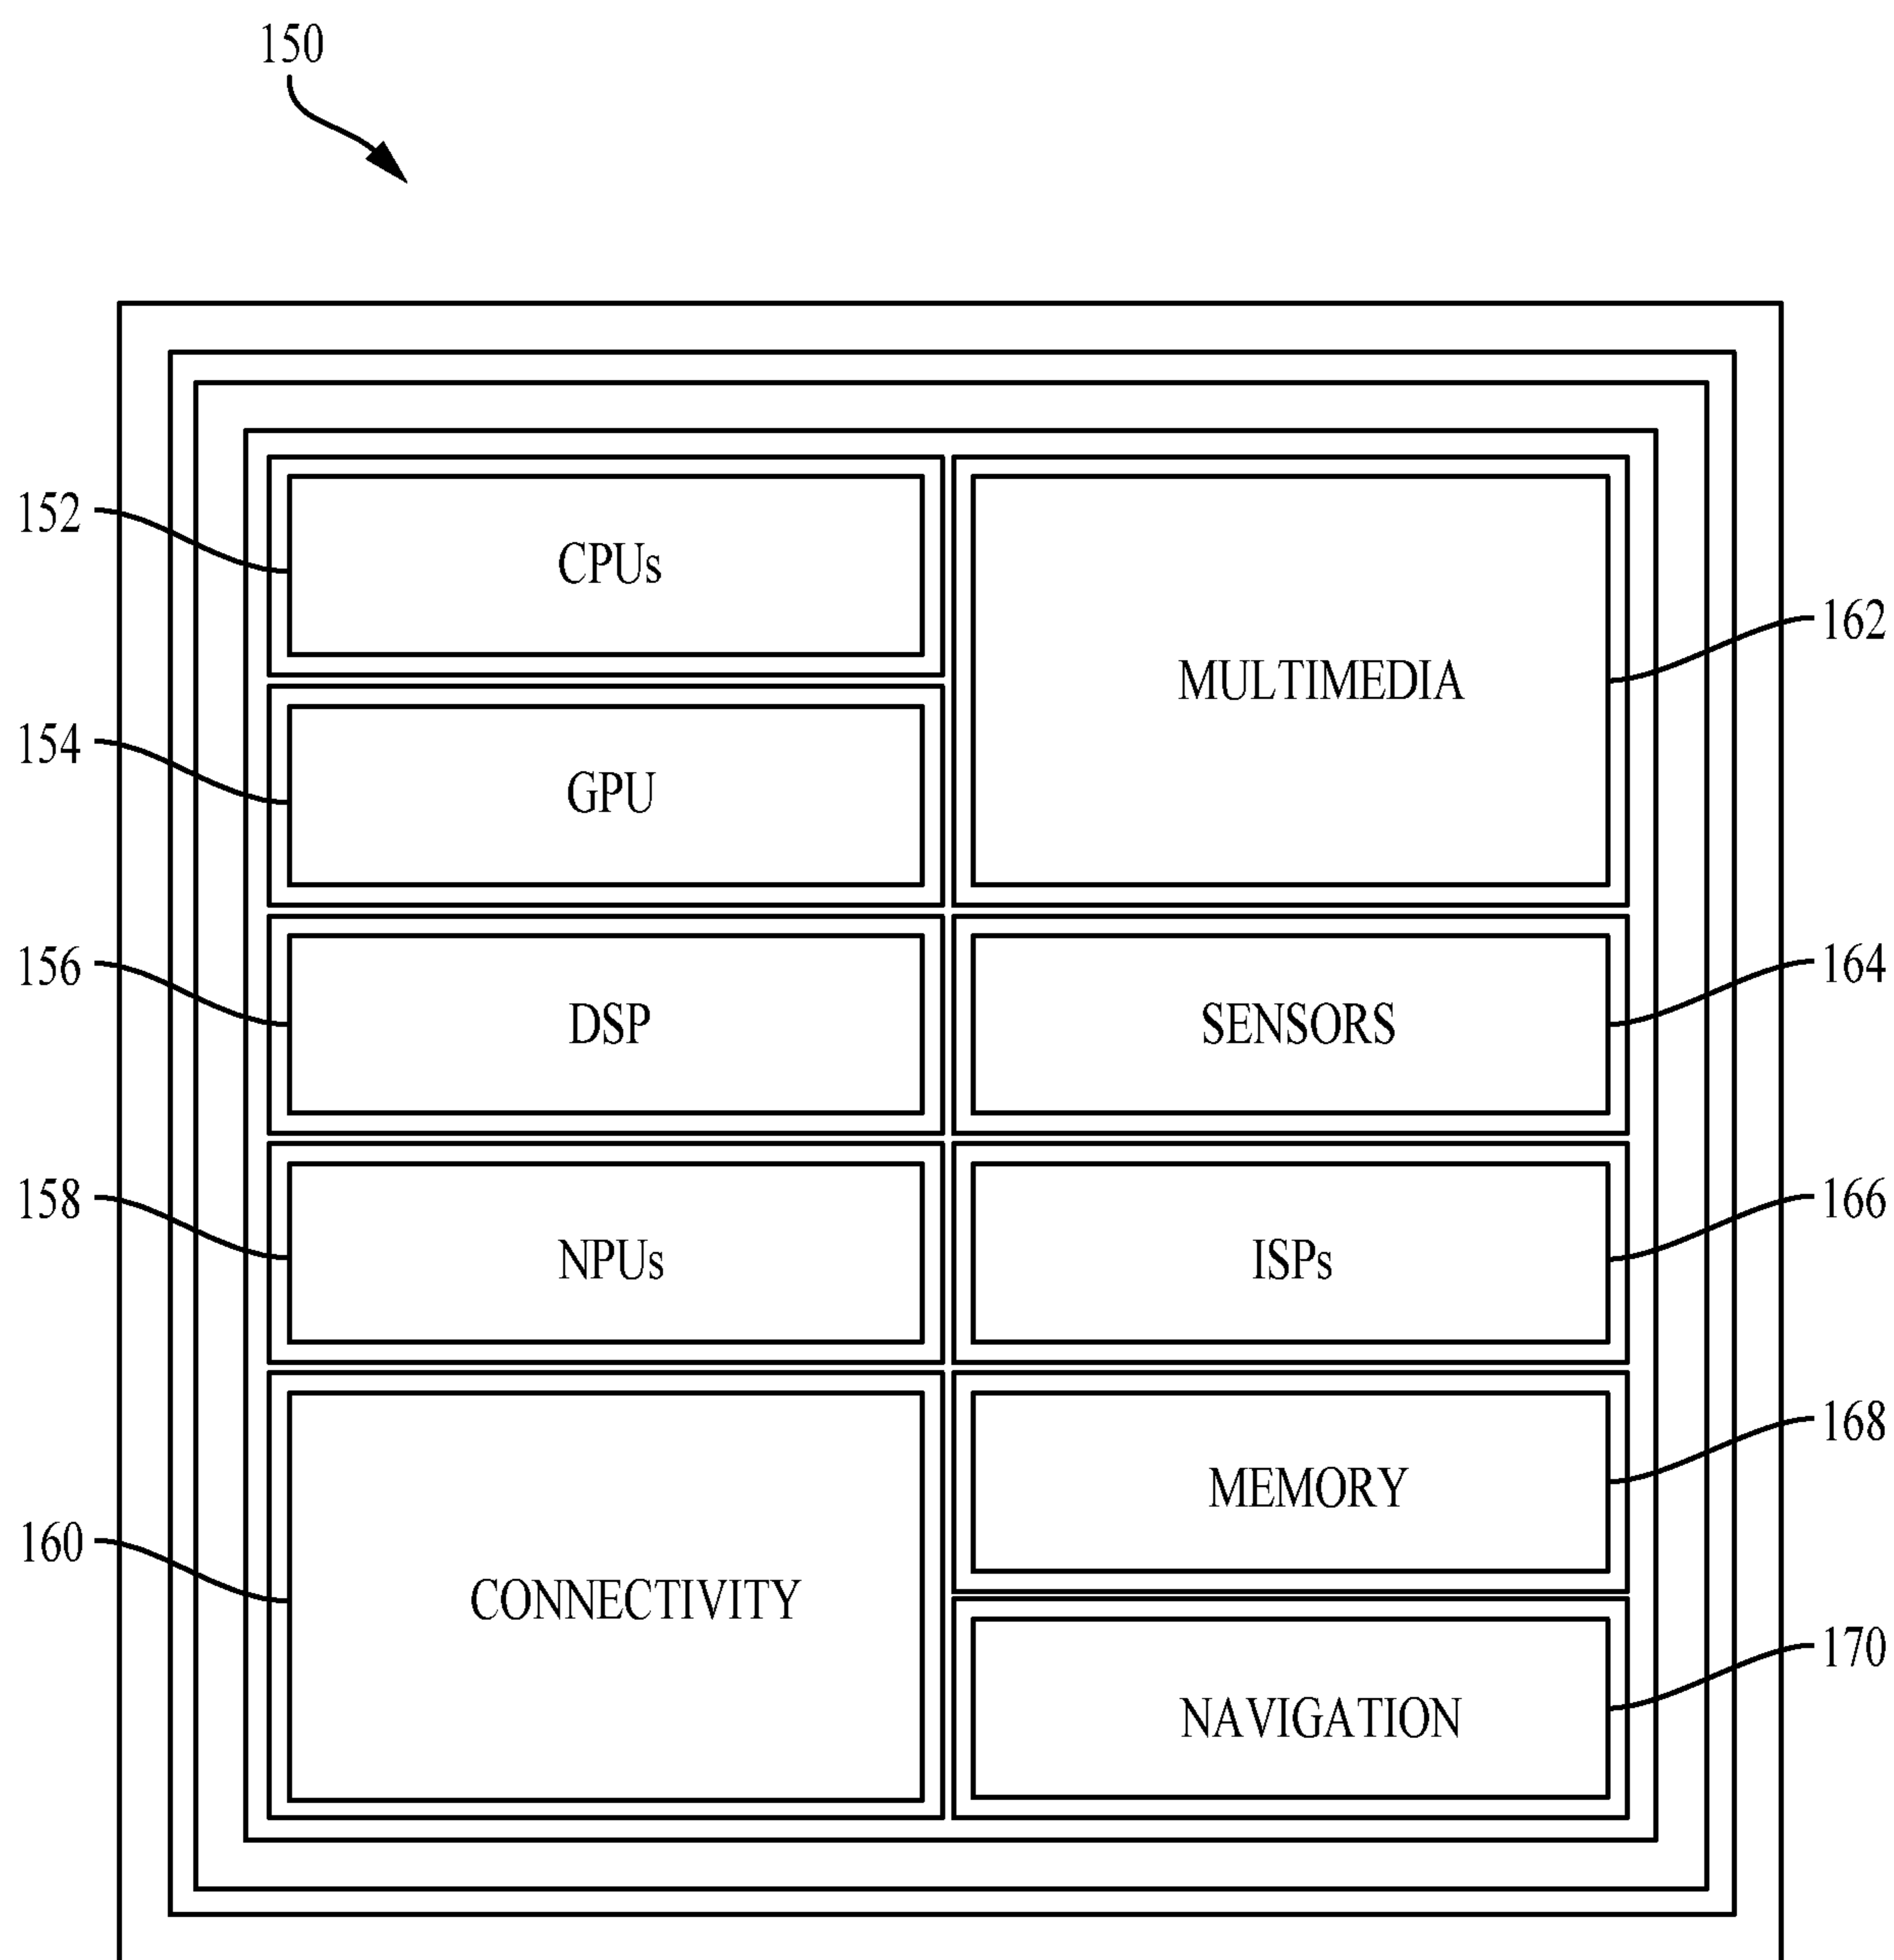 150
152
CPUs
MULTIMEDIA
162
154
GPU
156
DSP
SENSORS
164
158
NPUs
ISPs
166
168
MEMORY
160
CONNECTIVITY
170
NAVIGATION